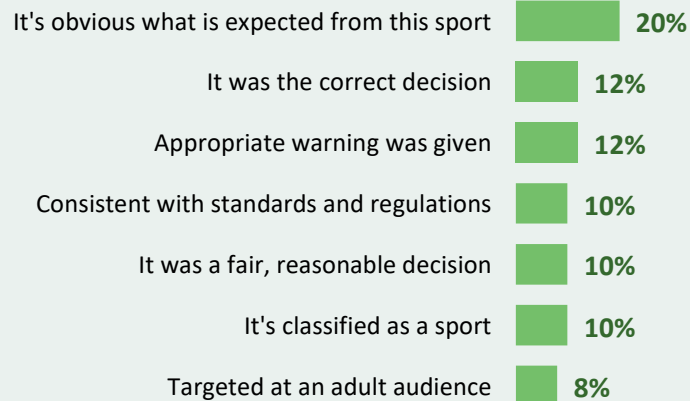 It's obvious what is expected from this sport 20%
It was the correct decision 12%
Appropriate warning was given 12%
Consistent with standards and regulations 10%
It was a fair, reasonable decision 10%
It's classified as a sport 10%
Targeted at an adult audience 8%